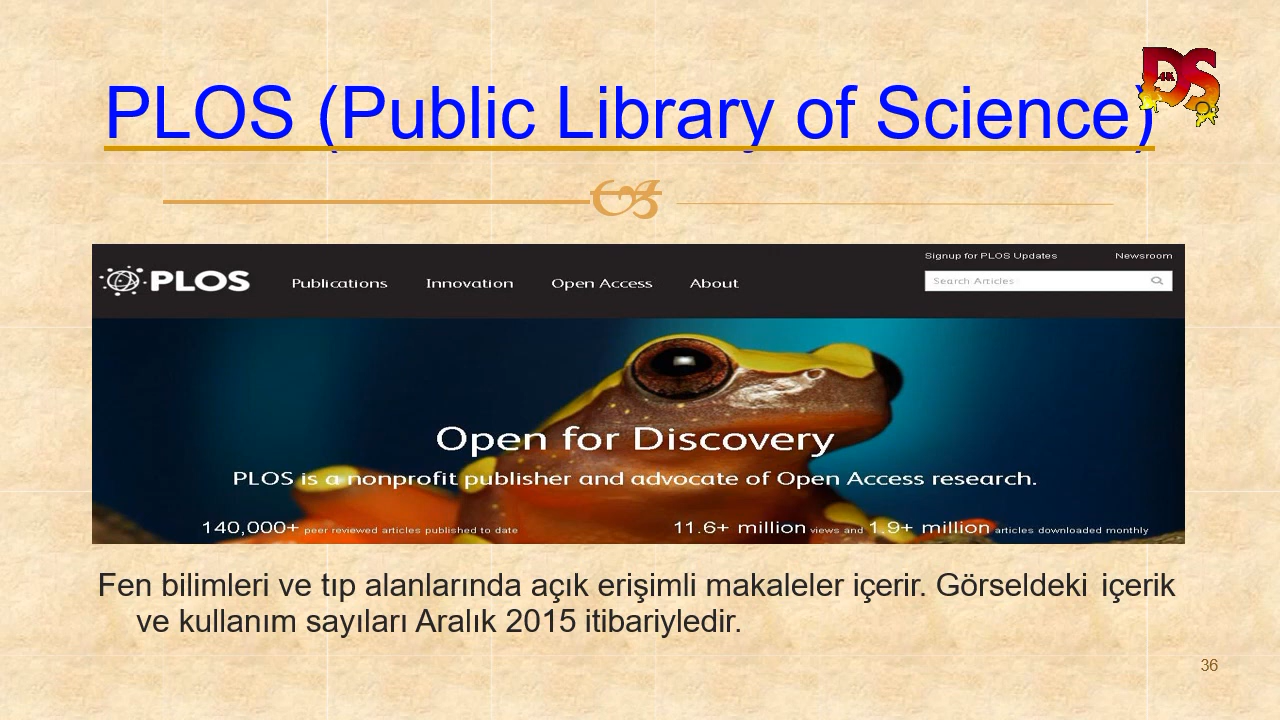 PLOS (Public Library of Science)
DS
4K
Signup for PLOS Updates Newsroom
PLOS Publications Innovation Open Access About
Search Articles
Open for Discovery
PLOS is a nonprofit publisher and advocate of Open Access research.
140,000+ peer reviewed articles published to date 11.6+ million views and 1.9+ million articles downloaded monthly
Fen bilimleri ve tıp alanlarında açık erişimli makaleler içerir. Görseldeki içerik
ve kullanım sayıları Aralık 2015 itibariyledir.
36